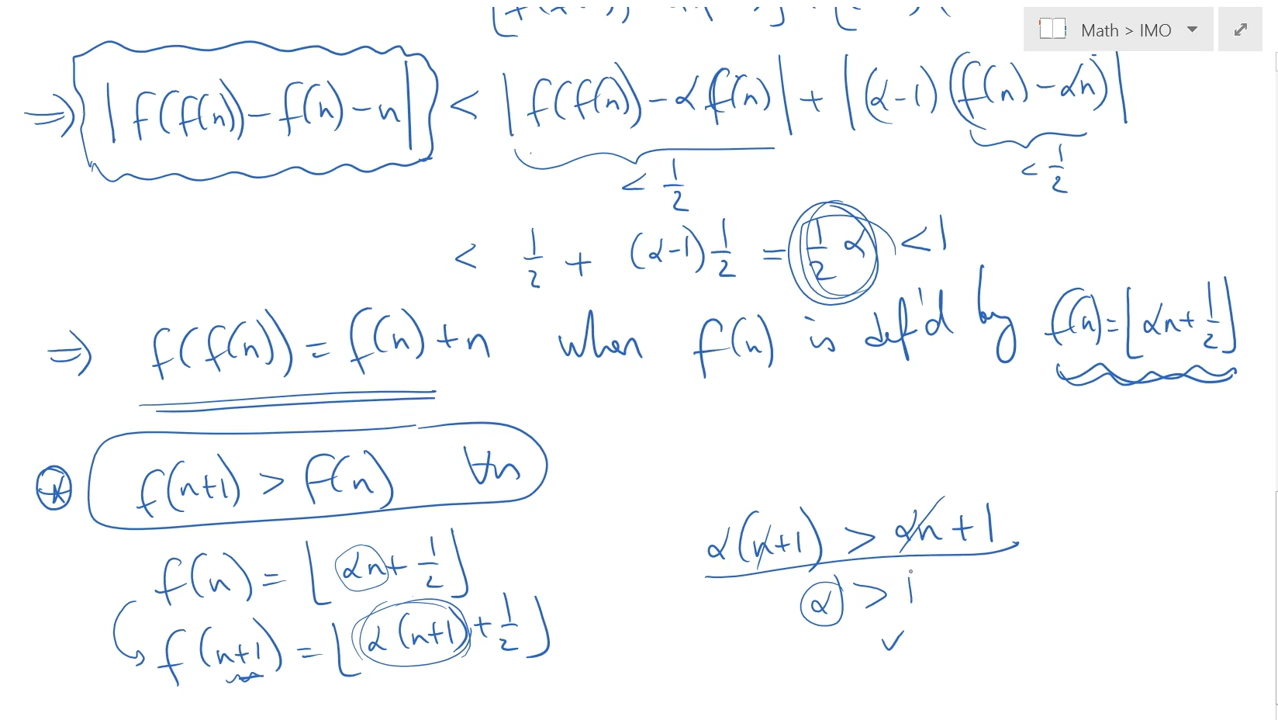 Math > IMO
⇒ |f(f(n)) - f(n) - n| < |f(f(n)) - αf(n)| + |(α-1)(f(n) - αn)|
< 1/2
< 1/2
< 1/2 + (α-1) 1/2 = 1/2 α < 1
⇒ f(f(n)) = f(n) + n when f(n) is def'd by f(n) = ⌊αn + 1/2⌋
⊛ f(n+1) > f(n) ∀n
α(n+1) > αn + 1
f(n) = ⌊αn + 1/2⌋
α > 1
f(n+1) = ⌊α(n+1) + 1/2⌋
✓